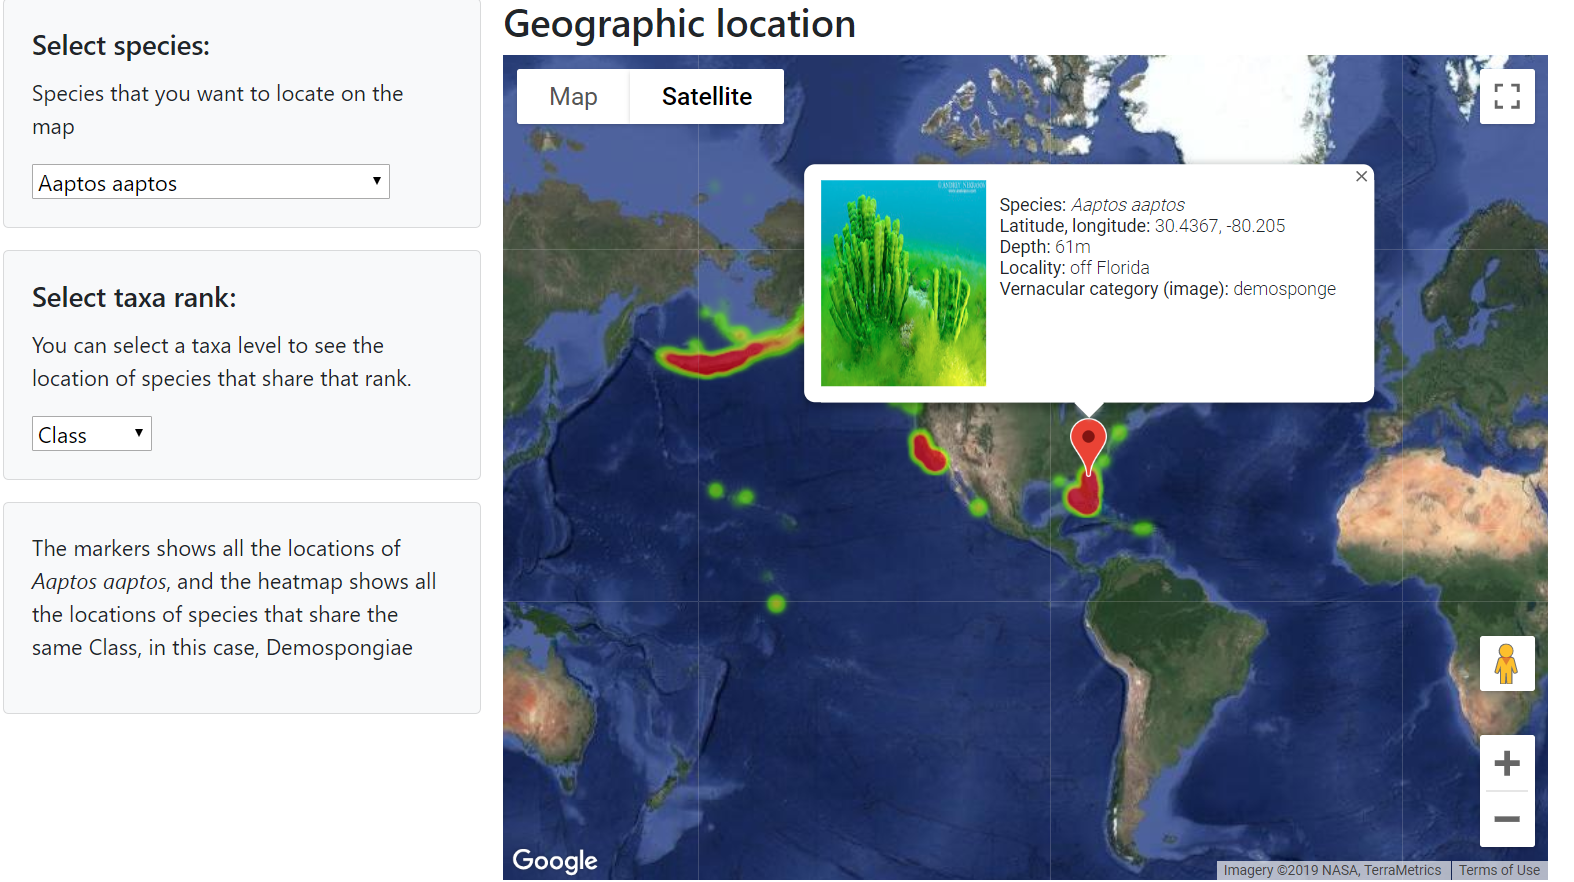 Select species:
Species that you want to locate on the
map
Aaptos aaptos
Select taxa rank:
You can select a taxa level to see the
location of species that share that rank.
Class
The markers shows all the locations of
Aaptos aaptos, and the heatmap shows all
the locations of species that share the
same Class, in this case, Demospongiae
Geographic location
Map
Satellite
Species: Aaptos aaptos
Latitude, longitude: 30.4367, -80.205
Depth: 61m
Locality: off Florida
Vernacular category (image): demosponge
Google
Imagery ©2019 NASA, TerraMetrics
Terms of Use